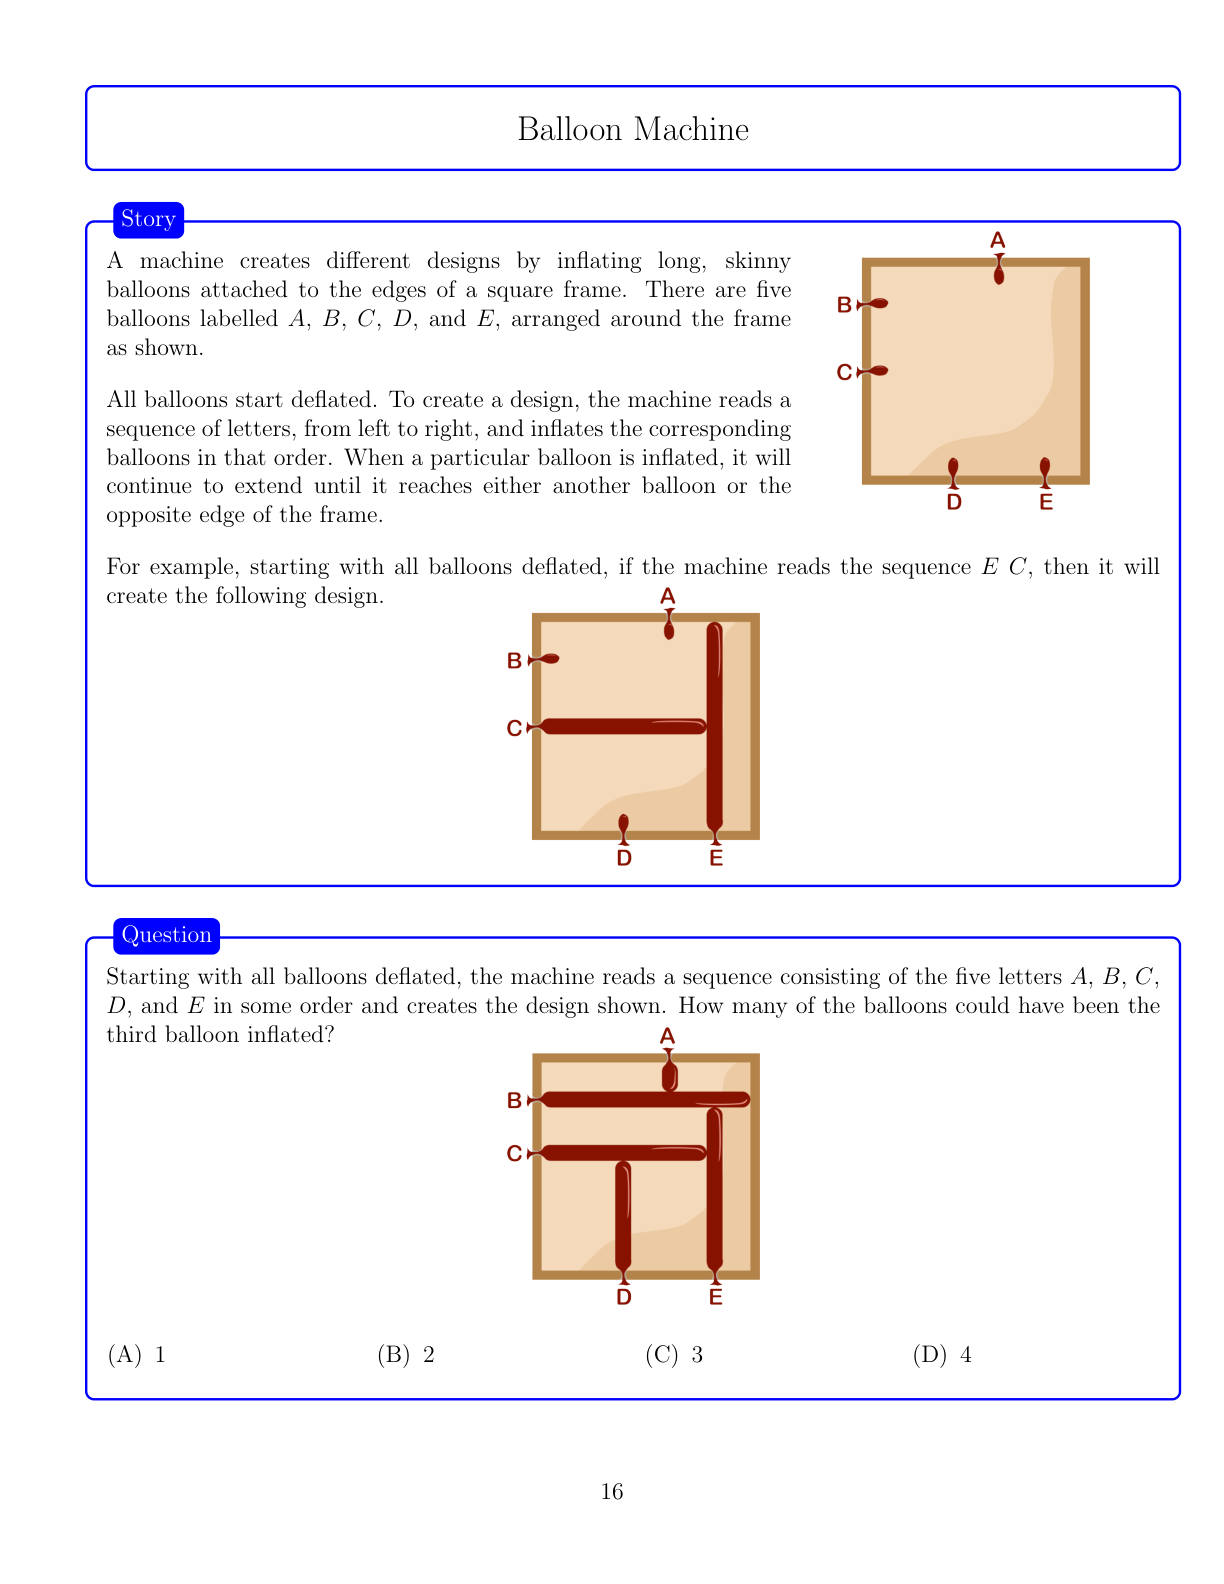 Balloon Machine
Story
A machine creates different designs by inflating long, skinny
balloons attached to the edges of a square frame. There are five
balloons labelled A, B, C, D, and E, arranged around the frame
as shown.
All balloons start deflated. To create a design, the machine reads a
sequence of letters, from left to right, and inflates the corresponding
balloons in that order. When a particular balloon is inflated, it will
continue to extend until it reaches either another balloon or the
opposite edge of the frame.
A
B
C
D E
For example, starting with all balloons deflated, if the machine reads the sequence E C, then it will
create the following design.
A
B
C
D E
Question
Starting with all balloons deflated, the machine reads a sequence consisting of the five letters A, B, C,
D, and E in some order and creates the design shown. How many of the balloons could have been the
third balloon inflated?
A
B
C
D E
(A) 1 (B) 2 (C) 3 (D) 4
16